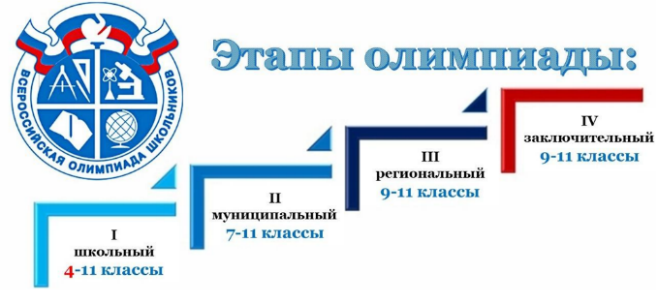 ВСЕРОССИЙСКАЯ ОЛИМПИАДА ШКОЛЬНИКОВ
Этапы олимпиады:
I
школьный
4-11 классы
II
муниципальный
7-11 классы
III
региональный
9-11 классы
IV
заключительный
9-11 классы